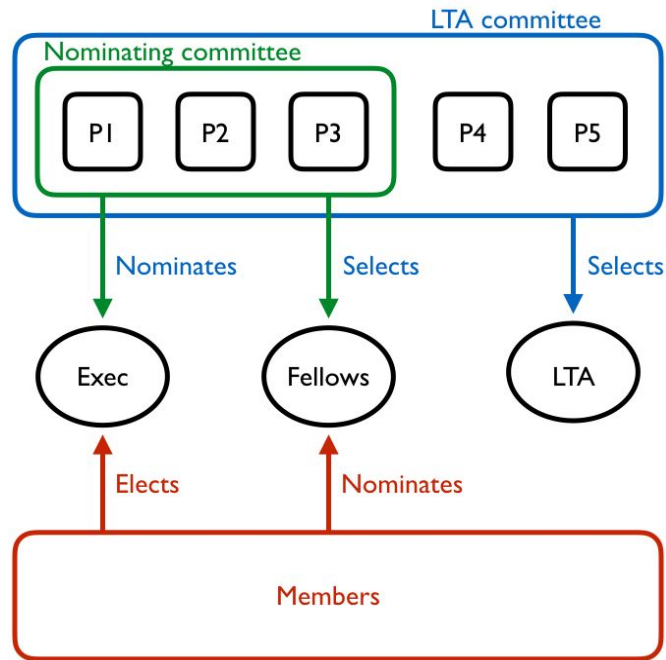 LTA committee
Nominating committee
P1 P2 P3 P4 P5
Nominates Selects Selects
Exec Fellows LTA
Elects Nominates
Members